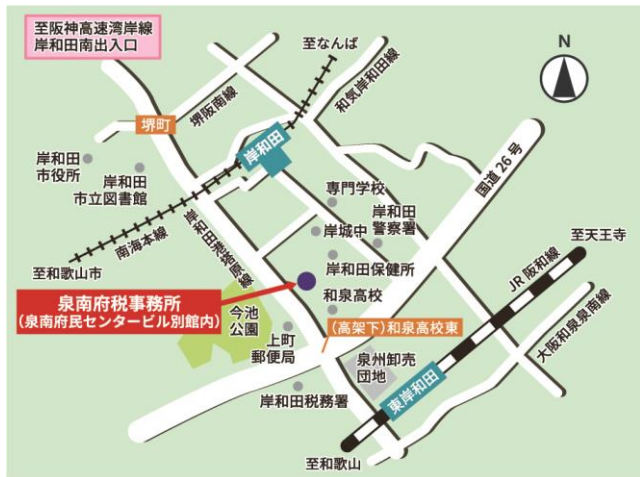 至阪神高速湾岸線
岸和田南出入口
至なんば
和気岸和田線
N
堺阪南線
堺町
岸和田
岸和田
市役所
岸和田
市立図書館
専門学校
国道26号
岸城中
岸和田
警察署
南海本線
岸和田港塔原線
至天王寺
至和歌山市
岸和田保健所
JR 阪和線
泉南府税事務所
(泉南府民センタービル別館内)
和泉高校
今池
公園
(高架下)和泉高校東
大阪和泉泉南線
上町
郵便局
泉州卸売
団地
東岸和田
岸和田税務署
至和歌山